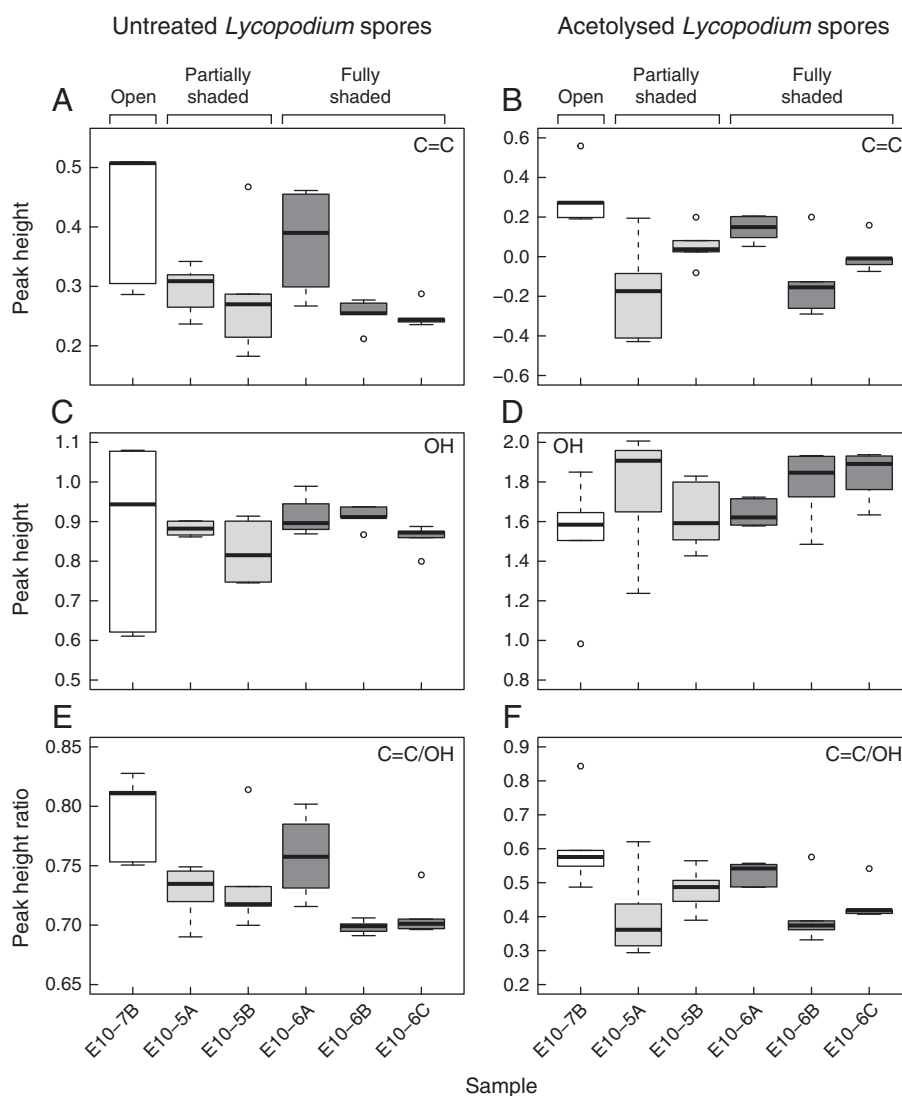 Untreated Lycopodium spores
Acetolysed Lycopodium spores
A
Open
Partially
shaded
Fully
shaded
C=C
Peak height
0.5
0.4
0.3
0.2
B
Open
Partially
shaded
Fully
shaded
C=C
0.6
0.4
0.2
0.0
−0.2
−0.4
−0.6
C
OH
Peak height
1.1
1.0
0.9
0.8
0.7
0.6
0.5
D
OH
2.0
1.8
1.6
1.4
1.2
1.0
0.8
E
C=C/OH
Peak height ratio
0.85
0.80
0.75
0.70
0.65
E10−7B
E10−5A
E10−5B
E10−6A
E10−6B
E10−6C
F
C=C/OH
0.9
0.8
0.7
0.6
0.5
0.4
0.3
0.2
E10−7B
E10−5A
E10−5B
E10−6A
E10−6B
E10−6C
Sample